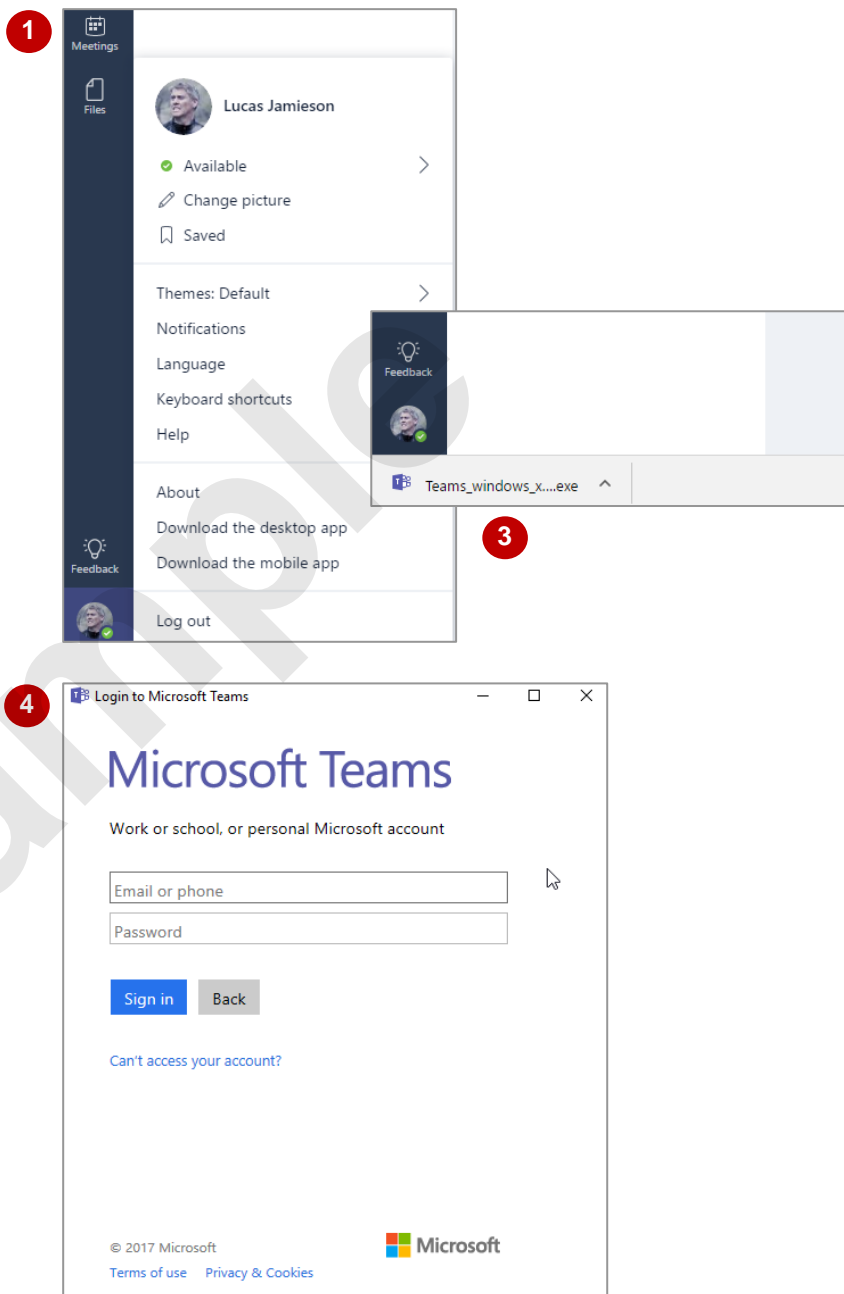 1
Meetings
Files
Lucas Jamieson
Available
Change picture
Saved
Themes: Default
Notifications
Language
Keyboard shortcuts
Help
About
Download the desktop app
Download the mobile app
Feedback
Log out
Feedback
Teams_windows_x....exe
3
4
Login to Microsoft Teams
Microsoft Teams
Work or school, or personal Microsoft account
Email or phone
Password
Sign in Back
Can't access your account?
© 2017 Microsoft
Microsoft
Terms of use Privacy & Cookies
ample